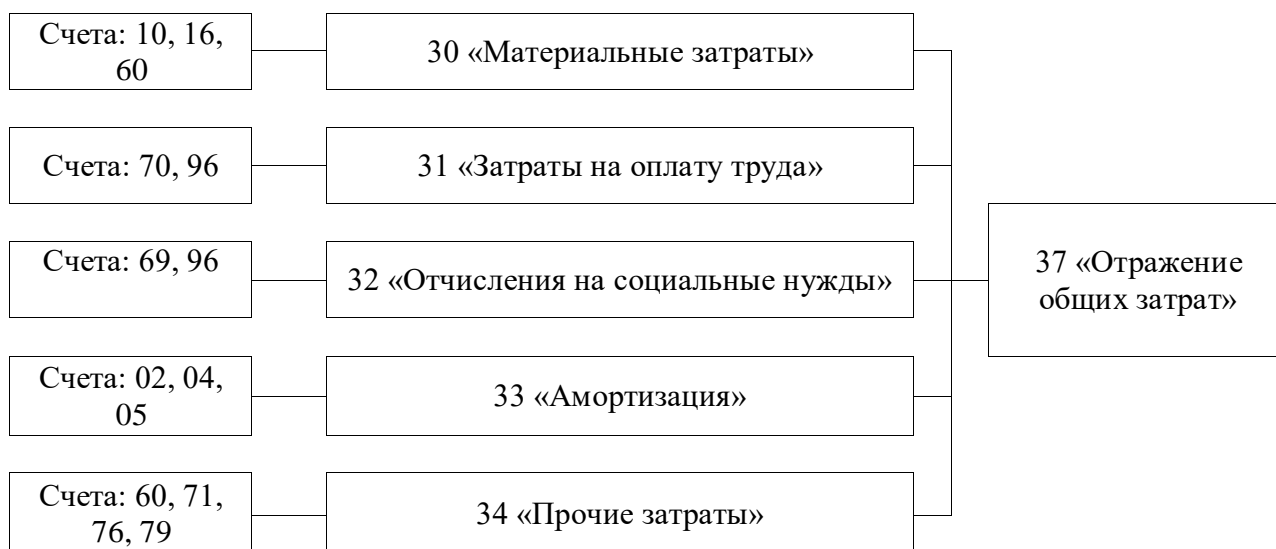 Счета: 10, 16,
60
30 «Материальные затраты»
Счета: 70, 96
31 «Затраты на оплату труда»
Счета: 69, 96
32 «Отчисления на социальные нужды»
37 «Отражение
общих затрат»
Счета: 02, 04,
05
33 «Амортизация»
Счета: 60, 71,
76, 79
34 «Прочие затраты»